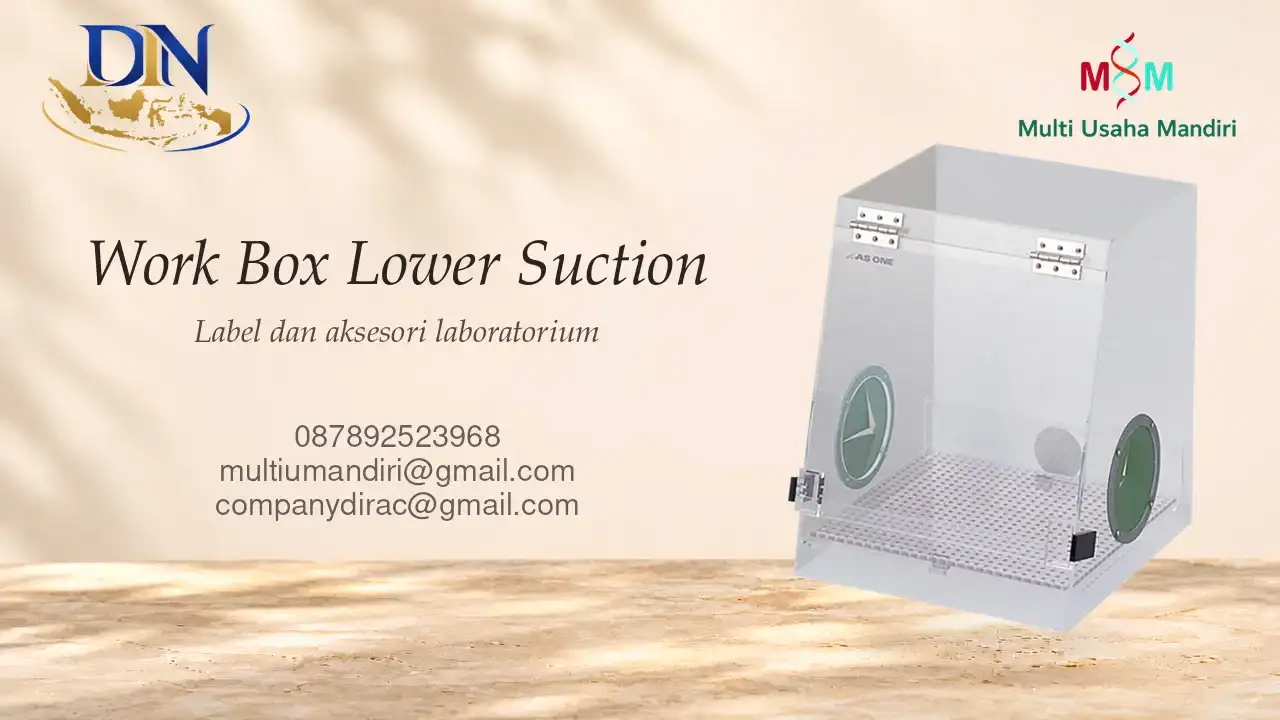 DN
M M
Multi Usaha Mandiri
AS ONE
Work Box Lower Suction
Label dan aksesori laboratorium
087892523968
multiumandiri@gmail.com
companydirac@gmail.com